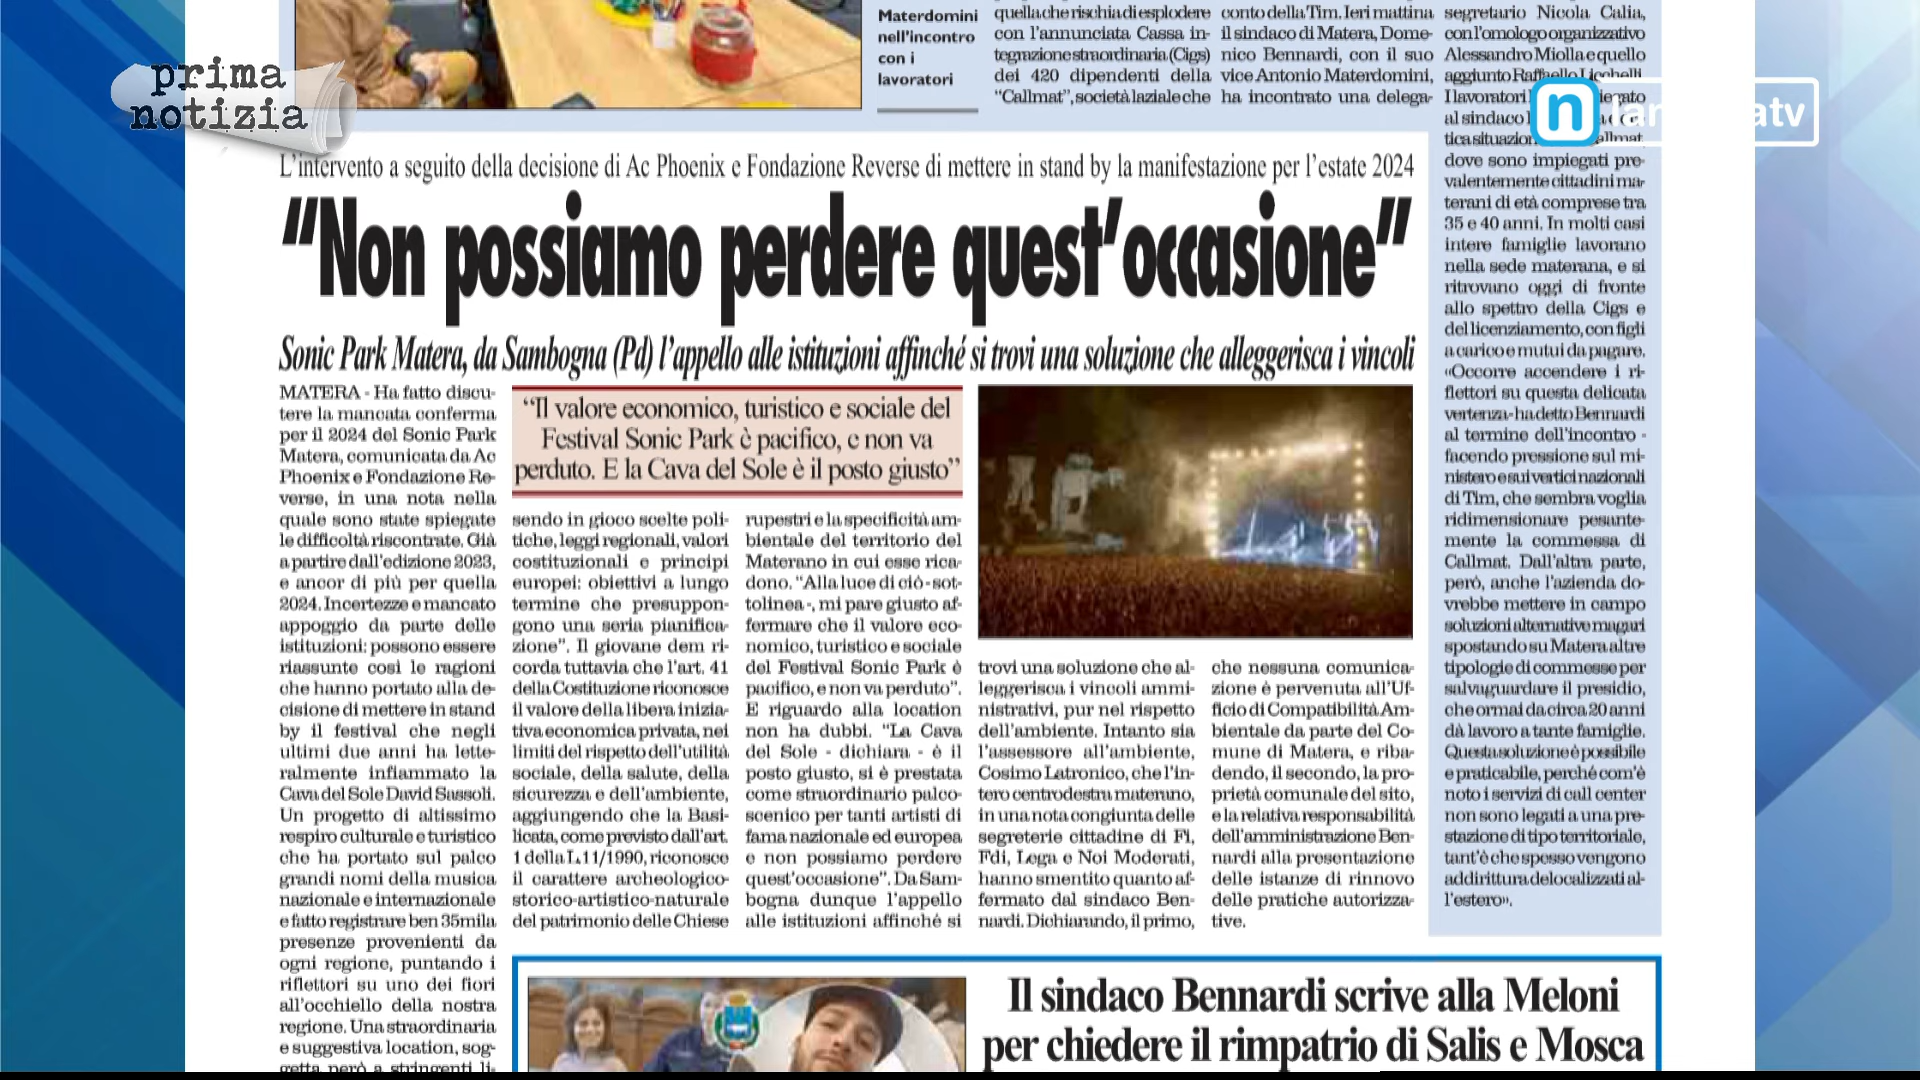 prima
notizia
Materdomini
nell'incontro
con i
lavoratori
quella che rischia di esplodere
con l'annunciata Cassa in-
tegrazione straordinaria (Cigs)
dei 420 dipendenti della
"Callmat", società laziale che
conto della Tim. Ieri mattina
il sindaco di Matera, Dome-
nico Bennardi, con il suo
vice Antonio Materdomini,
ha incontrato una delega-
segretario Nicola Calia,
con l'omologo organizzativo
Alessandro Miolla e quello
aggiunto Raffaello Licchelli.
I lavoratori
al sindaco
tica situazion
dove sono impiegati pre-
valentemente cittadini ma-
terani di età comprese tra
35 e 40 anni. In molti casi
intere famiglie lavorano
nella sede materana, e si
ritrovano oggi di fronte
allo spettro della Cigs e
del licenziamento, con figli
a carico e mutui da pagare.
«Occorre accendere i ri-
flettori su questa delicata
vertenza - ha detto Bennardi
al termine dell'incontro -
facendo pressione sul mi-
nistero e sui vertici nazionali
di Tim, che sembra voglia
ridimensionare pesante-
mente la commessa di
Callmat. Dall'altra parte,
però, anche l'azienda do-
vrebbe mettere in campo
soluzioni alternative magari
spostando su Matera altre
tipologie di commesse per
salvaguardare il presidio,
che ormai da circa 20 anni
dà lavoro a tante famiglie.
Questa soluzione è possibile
e praticabile, perché com'è
noto i servizi di call center
non sono legati a una pre-
stazione di tipo territoriale,
tant'è che spesso vengono
addirittura delocalizzati al-
l'estero».
n
atv
L'intervento a seguito della decisione di Ac Phoenix e Fondazione Reverse di mettere in stand by la manifestazione per l'estate 2024
"Non possiamo perdere quest'occasione"
Sonic Park Matera, da Sambogna (Pd) l'appello alle istituzioni affinché si trovi una soluzione che alleggerisca i vincoli
MATERA - Ha fatto discu-
tere la mancata conferma
per il 2024 del Sonic Park
Matera, comunicata da Ac
Phoenix e Fondazione Re-
verse, in una nota nella
quale sono state spiegate
le difficoltà riscontrate. Già
a partire dall'edizione 2023,
e ancor di più per quella
2024. Incertezze e mancato
appoggio da parte delle
istituzioni: possono essere
riassunte così le ragioni
che hanno portato alla de-
cisione di mettere in stand
by il festival che negli
ultimi due anni ha lette-
ralmente infiammato la
Cava del Sole David Sassoli.
Un progetto di altissimo
respiro culturale e turistico
che ha portato sul palco
grandi nomi della musica
nazionale e internazionale
e fatto registrare ben 35mila
presenze provenienti da
ogni regione, puntando i
riflettori su uno dei fiori
all'occhiello della nostra
regione. Una straordinaria
e suggestiva location, sog-
getta però a stringenti li-
"Il valore economico, turistico e sociale del
Festival Sonic Park è pacifico, e non va
perduto. E la Cava del Sole è il posto giusto"
sendo in gioco scelte poli-
tiche, leggi regionali, valori
costituzionali e principi
europei: obiettivi a lungo
termine che presuppon-
gono una seria pianifica-
zione". Il giovane dem ri-
corda tuttavia che l'art. 41
della Costituzione riconosce
il valore della libera inizia-
tiva economica privata, nei
limiti del rispetto dell'utilità
sociale, della salute, della
sicurezza e dell'ambiente,
aggiungendo che la Basi-
licata, come previsto dall'art.
1 della L.11/1990, riconosce
il carattere archeologico-
storico-artistico-naturale
del patrimonio delle Chiese
rupestri e la specificità am-
bientale del territorio del
Materano in cui esse rica-
dono. "Alla luce di ciò -sot-
tolinea-, mi pare giusto af-
fermare che il valore eco-
nomico, turistico e sociale
del Festival Sonic Park è
pacifico, e non va perduto".
E riguardo alla location
non ha dubbi. "La Cava
del Sole - dichiara - è il
posto giusto, si è prestata
come straordinario palco-
scenico per tanti artisti di
fama nazionale ed europea
e non possiamo perdere
quest'occasione". Da Sam-
bogna dunque l'appello
alle istituzioni affinché si
trovi una soluzione che al-
leggerisca i vincoli ammi-
nistrativi, pur nel rispetto
dell'ambiente. Intanto sia
l'assessore all'ambiente,
Cosimo Latronico, che l'in-
tero centrodestra materano,
in una nota congiunta delle
segreterie cittadine di Fi,
Fdi, Lega e Noi Moderati,
hanno smentito quanto af-
fermato dal sindaco Ben-
nardi. Dichiarando, il primo,
che nessuna comunica-
zione è pervenuta all'Uf-
ficio di Compatibilità Am-
bientale da parte del Co-
mune di Matera, e riba-
dendo, il secondo, la pro-
prietà comunale del sito,
e la relativa responsabilità
dell'amministrazione Ben-
nardi alla presentazione
delle istanze di rinnovo
delle pratiche autorizza-
tive.
Il sindaco Bennardi scrive alla Meloni
per chiedere il rimpatrio di Salis e Mosca